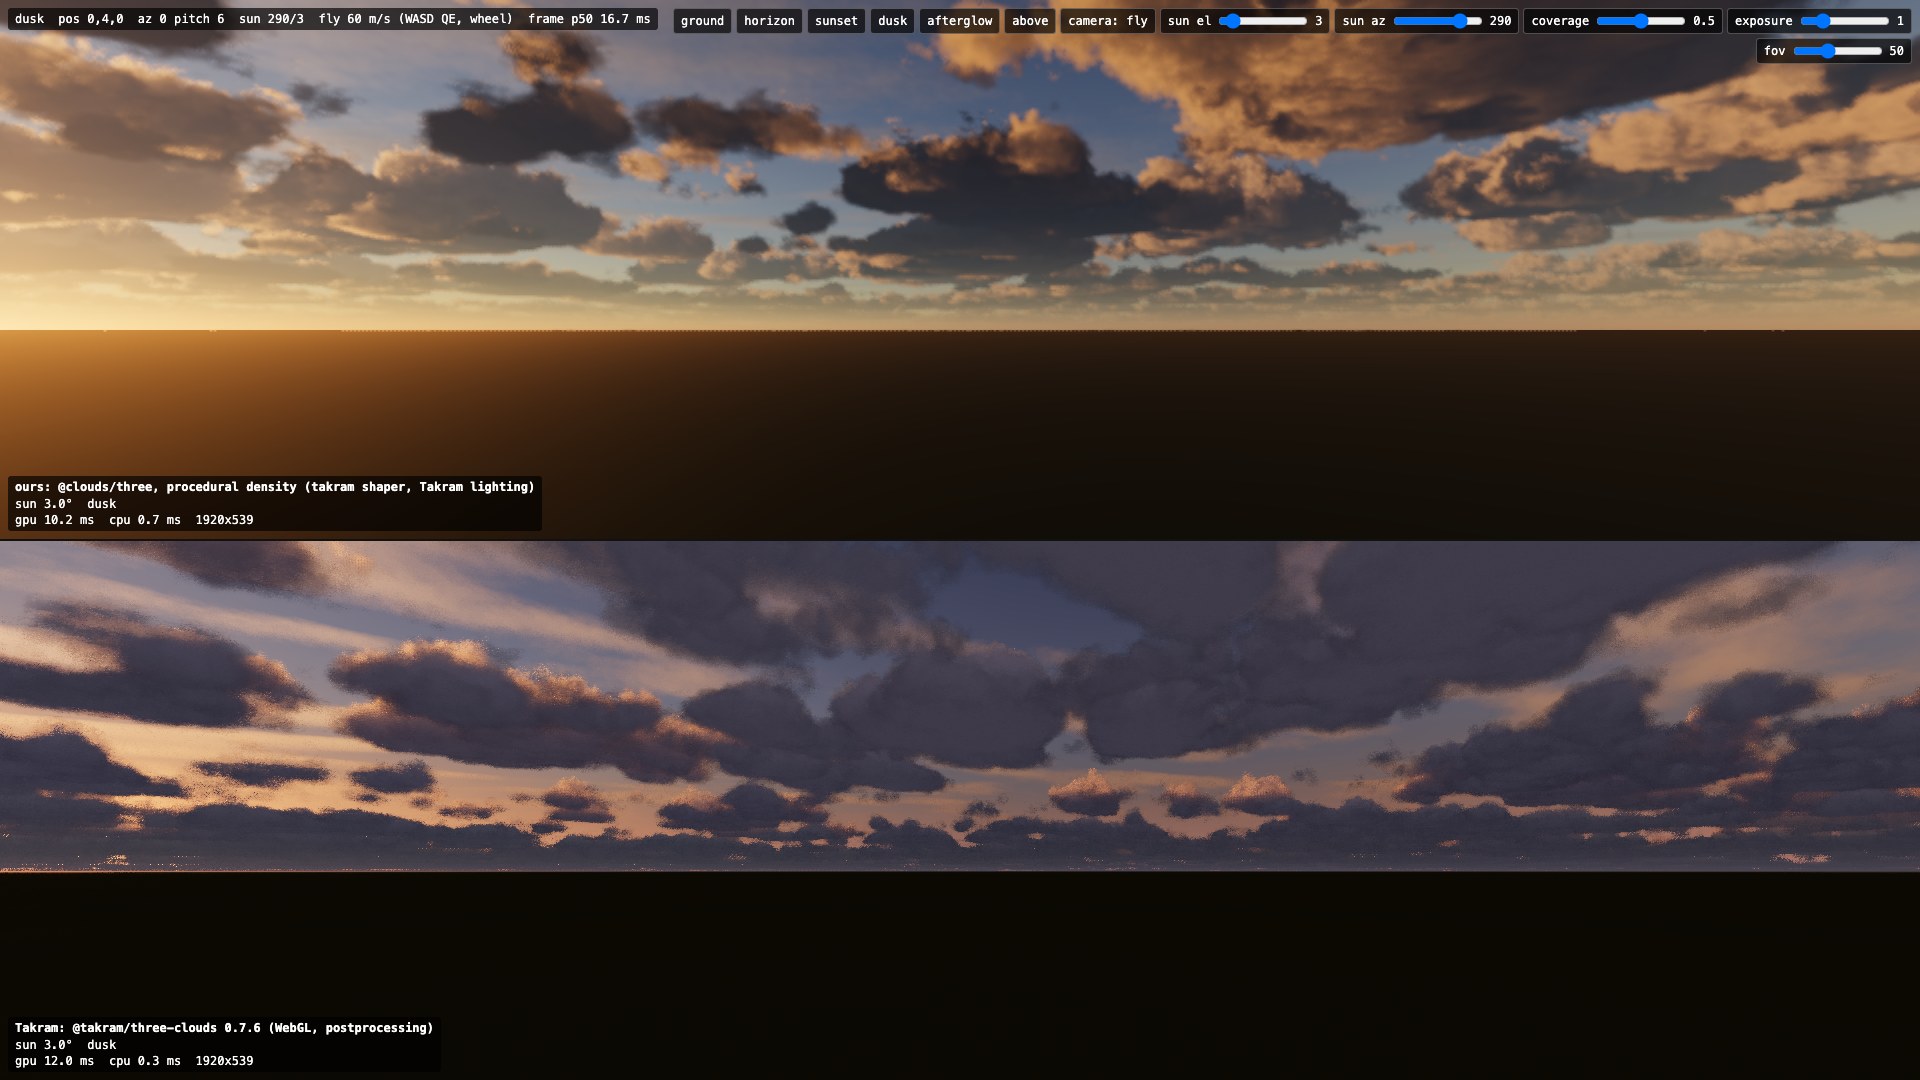 dusk pos 0,4,0 az 0 pitch 6 sun 290/3 fly 60 m/s (WASD QE, wheel) frame p50 16.7 ms
ground horizon sunset dusk afterglow above camera: fly sun el 3 sun az 290 coverage 0.5 exposure 1
fov 50
ours: @clouds/three, procedural density (takram shaper, Takram lighting)
sun 3.0° dusk
gpu 10.2 ms cpu 0.7 ms 1920x539
Takram: @takram/three-clouds 0.7.6 (WebGL, postprocessing)
sun 3.0° dusk
gpu 12.0 ms cpu 0.3 ms 1920x539